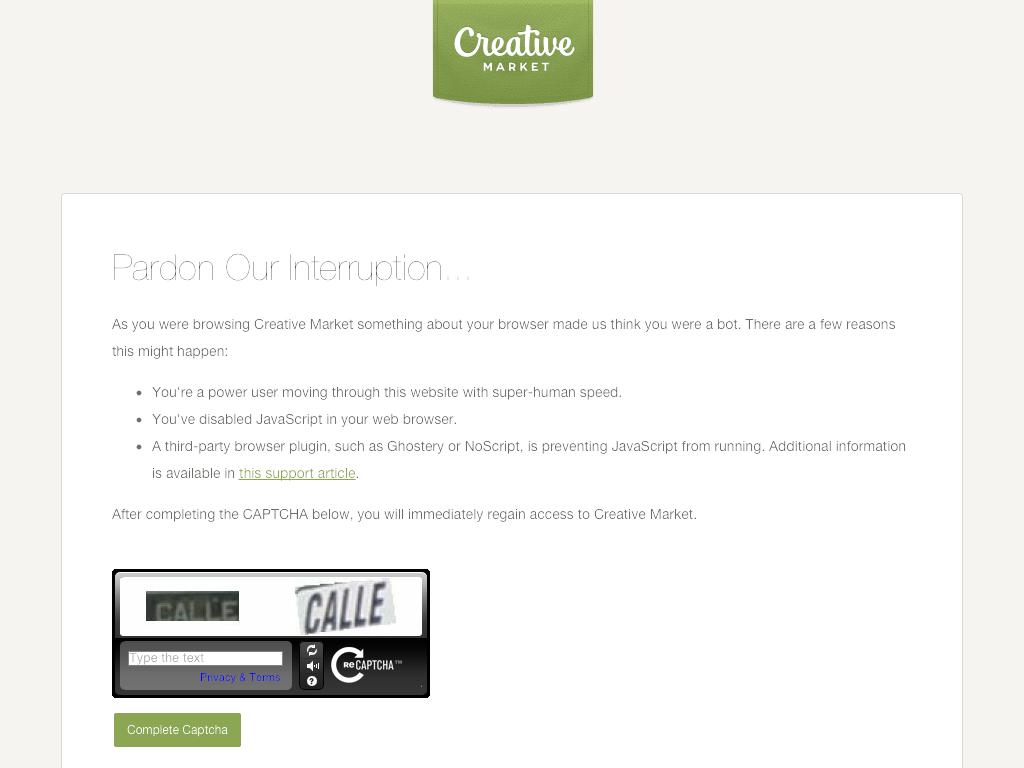 Creative
MARKET
Pardon Our Interruption...
As you were browsing Creative Market something about your browser made us think you were a bot. There are a few reasons
this might happen:
• You're a power user moving through this website with super-human speed.
• You've disabled JavaScript in your web browser.
• A third-party browser plugin, such as Ghostery or NoScript, is preventing JavaScript from running. Additional information
is available in this support article.
After completing the CAPTCHA below, you will immediately regain access to Creative Market.
CALLE CALLE
Type the text
Privacy & Terms
reCAPTCHA™
Complete Captcha